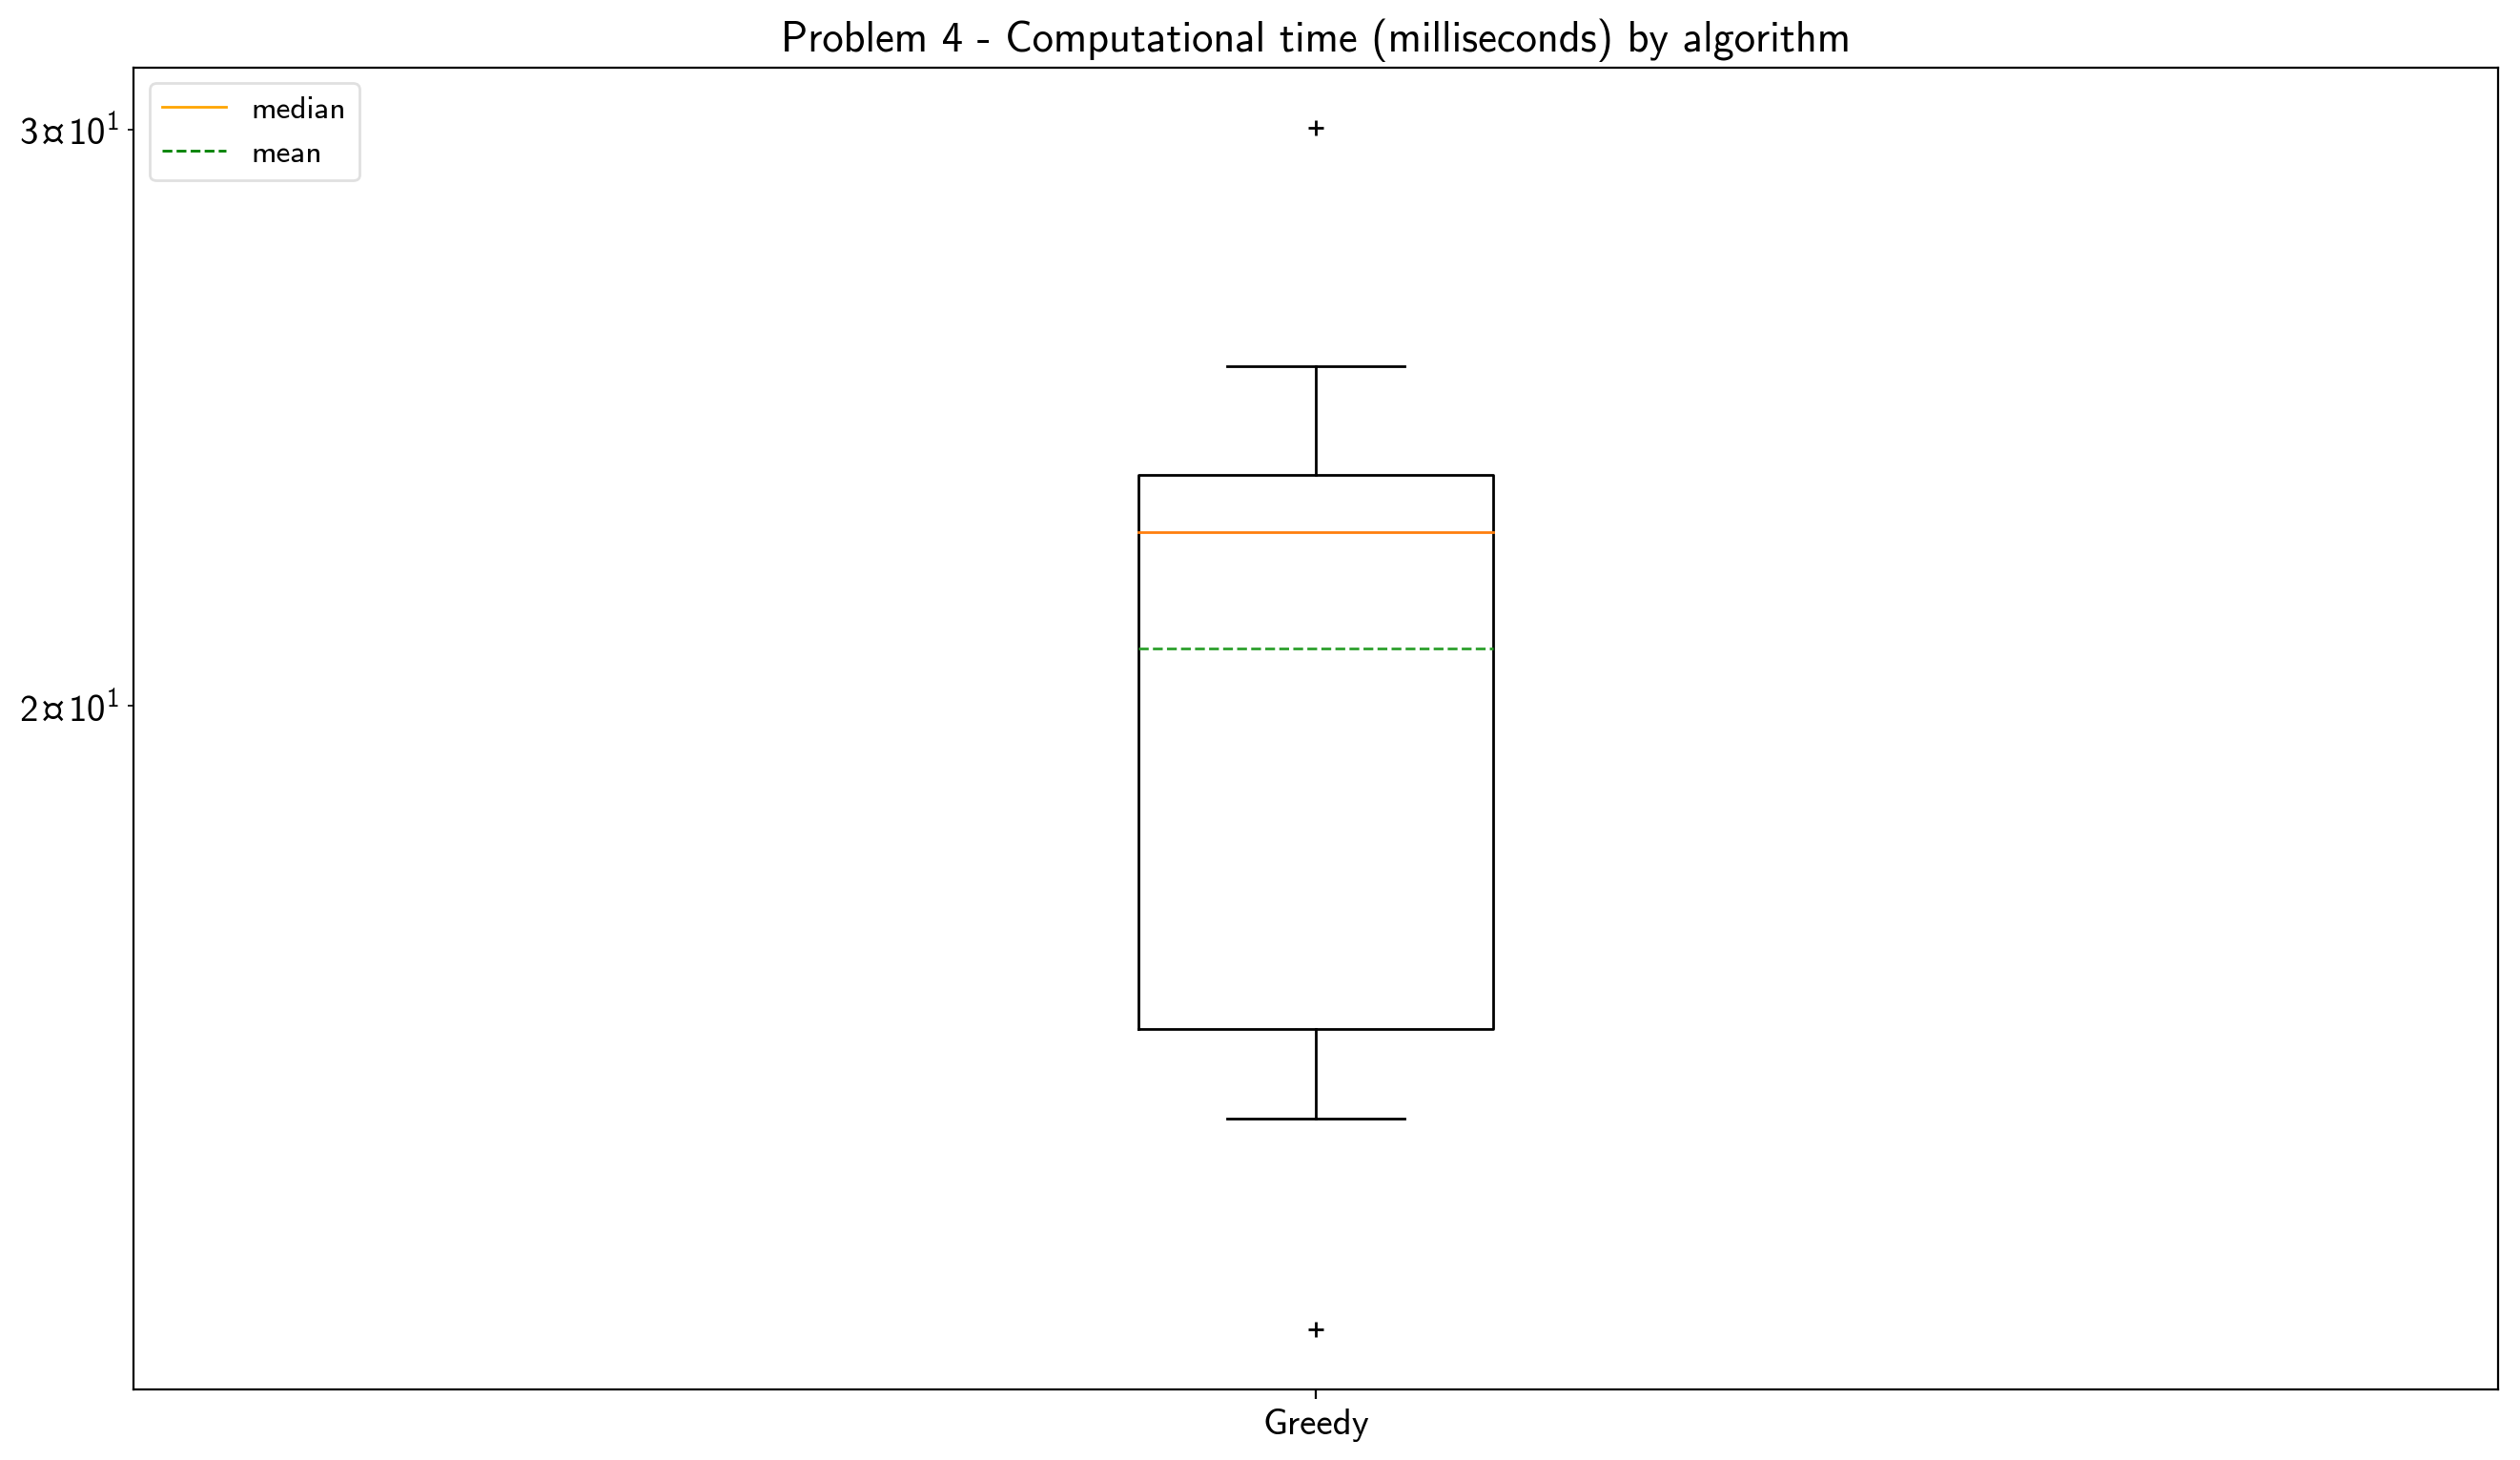 Problem 4 - Computational time (milliseconds) by algorithm
median
mean
3¤10¹
2¤10¹
Greedy